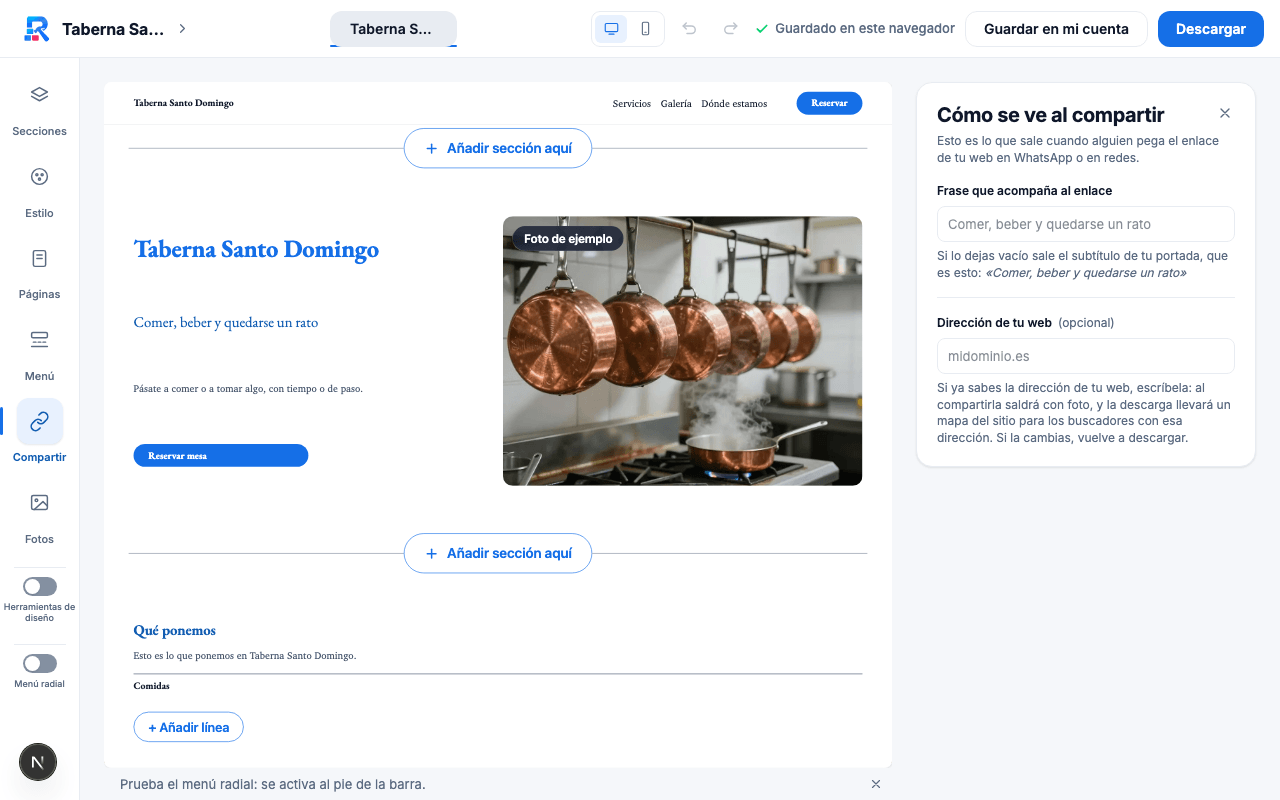 Taberna Sa...
Taberna S...
Guardado en este navegador
Guardar en mi cuenta
Descargar
Secciones
Estilo
Páginas
Menú
Compartir
Fotos
Herramientas de
diseño
Menú radial
N
Taberna Santo Domingo
Servicios Galería Dónde estamos
Reservar
+ Añadir sección aquí
Taberna Santo Domingo
Comer, beber y quedarse un rato
Pásate a comer o a tomar algo, con tiempo o de paso.
Reservar mesa
Foto de ejemplo
+ Añadir sección aquí
Qué ponemos
Esto es lo que ponemos en Taberna Santo Domingo.
Comidas
+ Añadir línea
Prueba el menú radial: se activa al pie de la barra.
Cómo se ve al compartir
Esto es lo que sale cuando alguien pega el enlace
de tu web en WhatsApp o en redes.
Frase que acompaña al enlace
Comer, beber y quedarse un rato
Si lo dejas vacío sale el subtítulo de tu portada, que
es esto: «Comer, beber y quedarse un rato»
Dirección de tu web (opcional)
midominio.es
Si ya sabes la dirección de tu web, escríbela: al
compartirla saldrá con foto, y la descarga llevará un
mapa del sitio para los buscadores con esa
dirección. Si la cambias, vuelve a descargar.